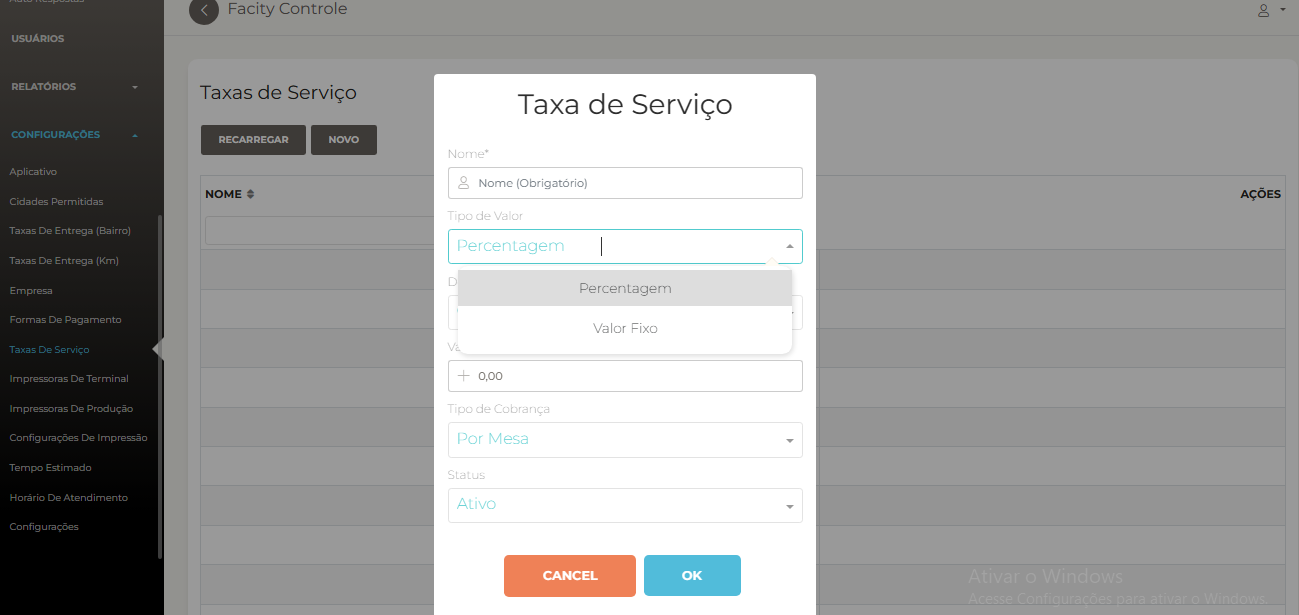 Facity Controle
USUÁRIOS
RELATÓRIOS
CONFIGURAÇÕES
Aplicativo
Cidades Permitidas
Taxas De Entrega (Bairro)
Taxas De Entrega (Km)
Empresa
Formas De Pagamento
Taxas De Serviço
Impressoras De Terminal
Impressoras De Produção
Configurações De Impressão
Tempo Estimado
Horário De Atendimento
Configurações
Taxas de Serviço
RECARREGAR
NOVO
NOME
AÇÕES
Taxa de Serviço
Nome*
Nome (Obrigatório)
Tipo de Valor
Percentagem
Percentagem
Valor Fixo
0,00
Tipo de Cobrança
Por Mesa
Status
Ativo
CANCEL
OK
Ativar o Windows
Acesse Configurações para ativar o Windows.